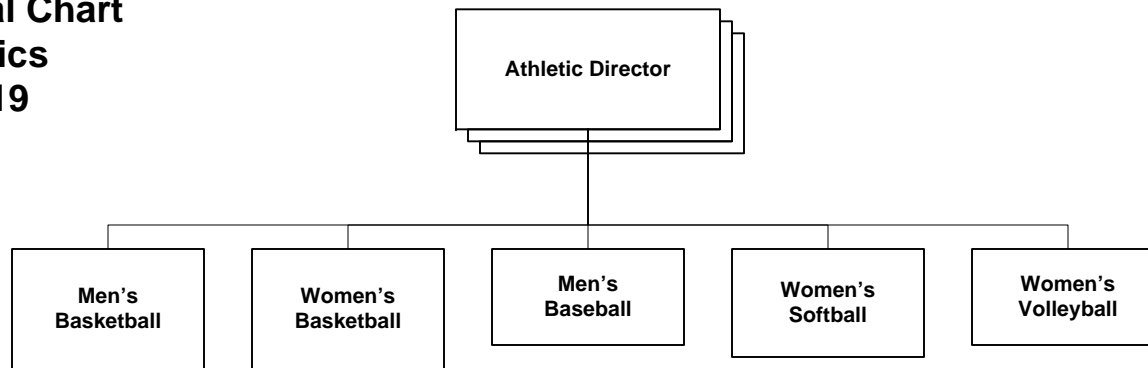 al Chart
ics
19
Athletic Director
Men's
Basketball
Women's
Basketball
Men's
Baseball
Women's
Softball
Women's
Volleyball